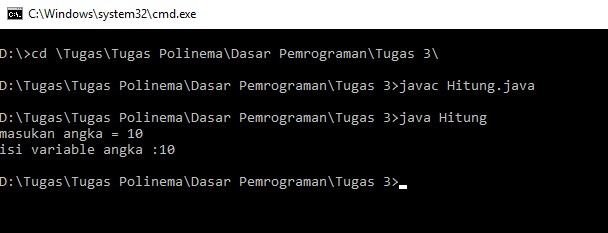 C:\Windows\system32\cmd.exe
D:\>cd \Tugas\Tugas Polinema\Dasar Pemrograman\Tugas 3\
D:\Tugas\Tugas Polinema\Dasar Pemrograman\Tugas 3>javac Hitung.java
D:\Tugas\Tugas Polinema\Dasar Pemrograman\Tugas 3>java Hitung
masukan angka = 10
isi variable angka :10
D:\Tugas\Tugas Polinema\Dasar Pemrograman\Tugas 3>